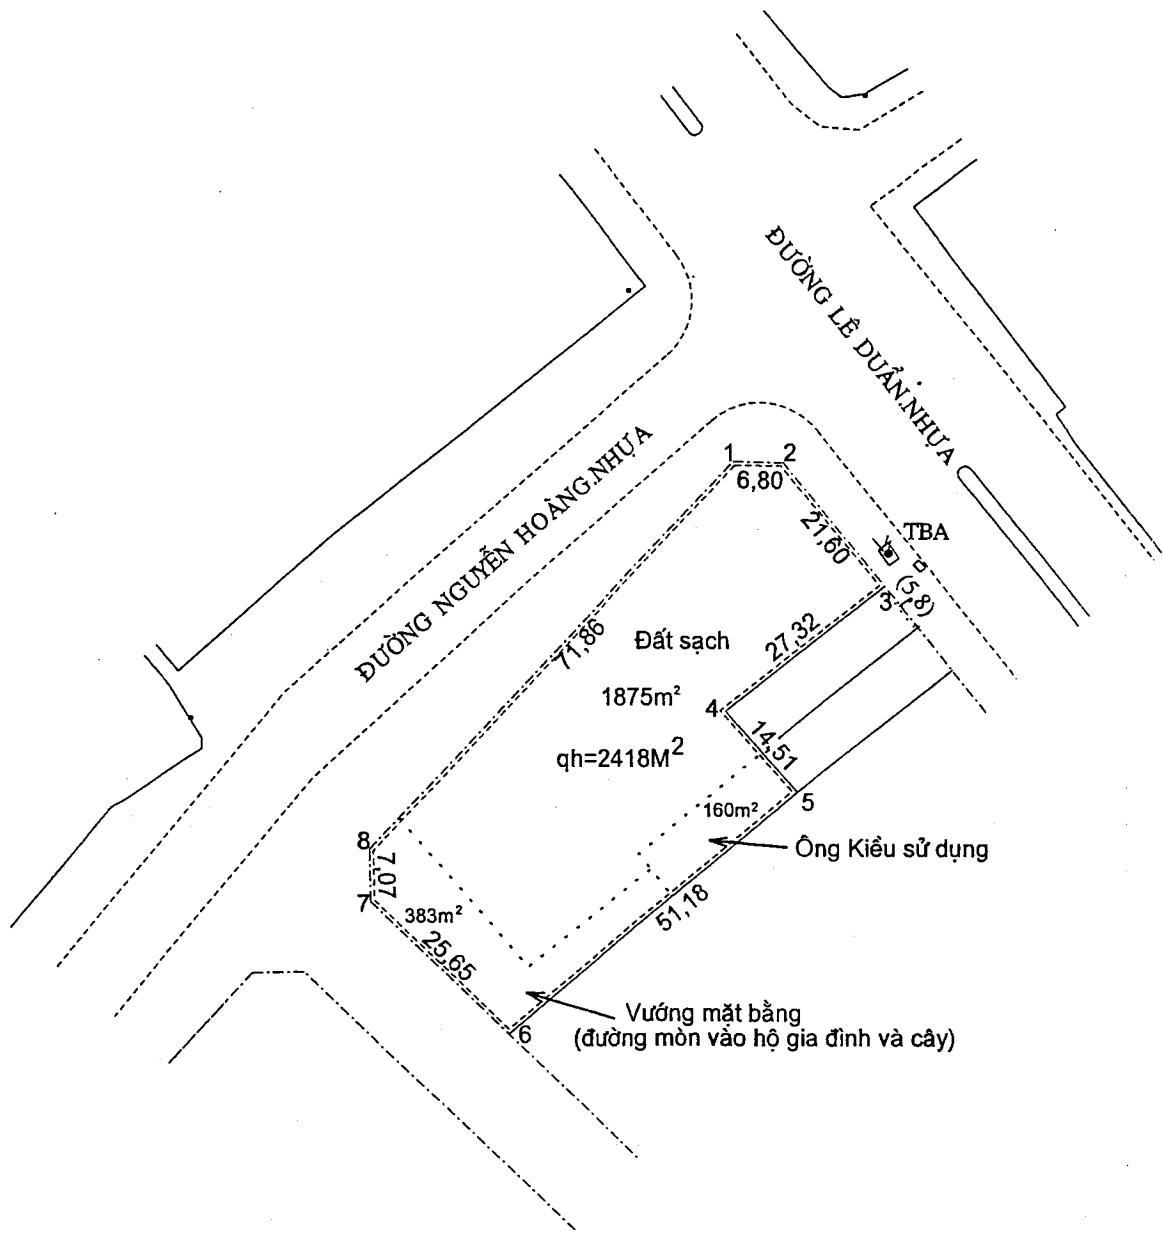 ĐƯỜNG LÊ DUẨN.NHỰA
ĐƯỜNG NGUYỄN HOÀNG.NHỰA
1
2
6,80
21,60
TBA
(5.8)
3
27,32
71,86
Đất sạch
1875m²
4
14,51
qh=2418M²
5
160m²
Ông Kiều sử dụng
8
7,07
7
383m²
25,65
51,18
6
Vướng mặt bằng
(đường mòn vào hộ gia đình và cây)